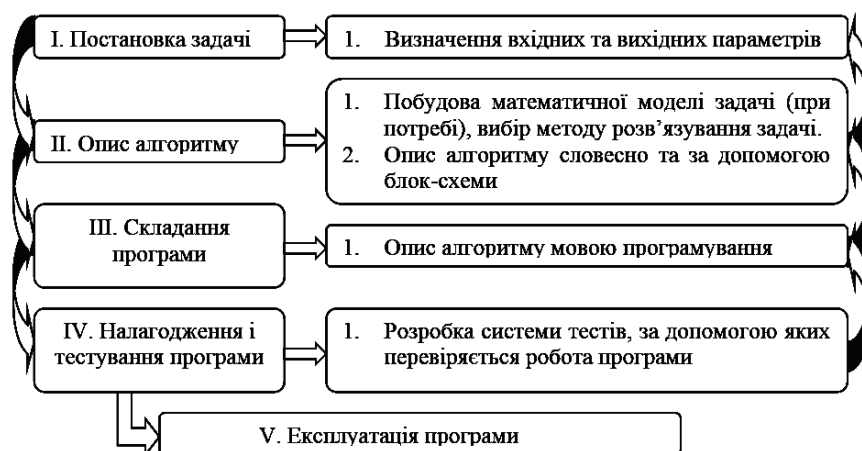 І. Постановка задачі
1. Визначення вхідних та вихідних параметрів
ІІ. Опис алгоритму
1. Побудова математичної моделі задачі (при
потребі), вибір методу розв’язування задачі.
2. Опис алгоритму словесно та за допомогою
блок-схеми
ІІІ. Складання
програми
1. Опис алгоритму мовою програмування
IV. Налагодження і
тестування програми
1. Розробка системи тестів, за допомогою яких
перевіряється робота програми
V. Експлуатація програми